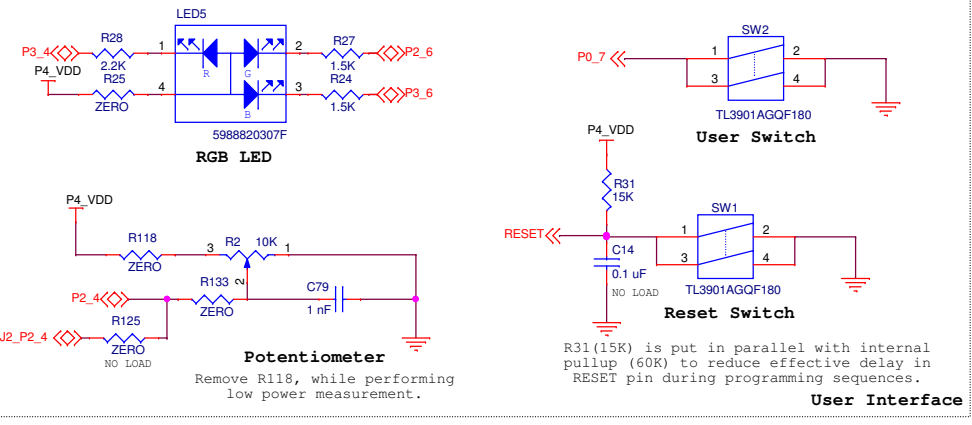 LED5
P3_4
R28
2.2K
1
R
G
2
R27
1.5K
P2_6
P4_VDD
R25
ZERO
4
B
3
R24
1.5K
P3_6
5988820307F
RGB LED
P0_7
SW2
1
2
3
4
TL3901AGQF180
User Switch
P4_VDD
R31
15K
RESET
SW1
1
2
3
4
C14
0.1 uF
NO LOAD
TL3901AGQF180
Reset Switch
R31(15K) is put in parallel with internal
pullup (60K) to reduce effective delay in
RESET pin during programming sequences.
P4_VDD
R118
ZERO
3
R2
10K
1
2
R133
ZERO
C79
1 nF
P2_4
J2_P2_4
R125
ZERO
NO LOAD
Potentiometer
Remove R118, while performing
low power measurement.
User Interface